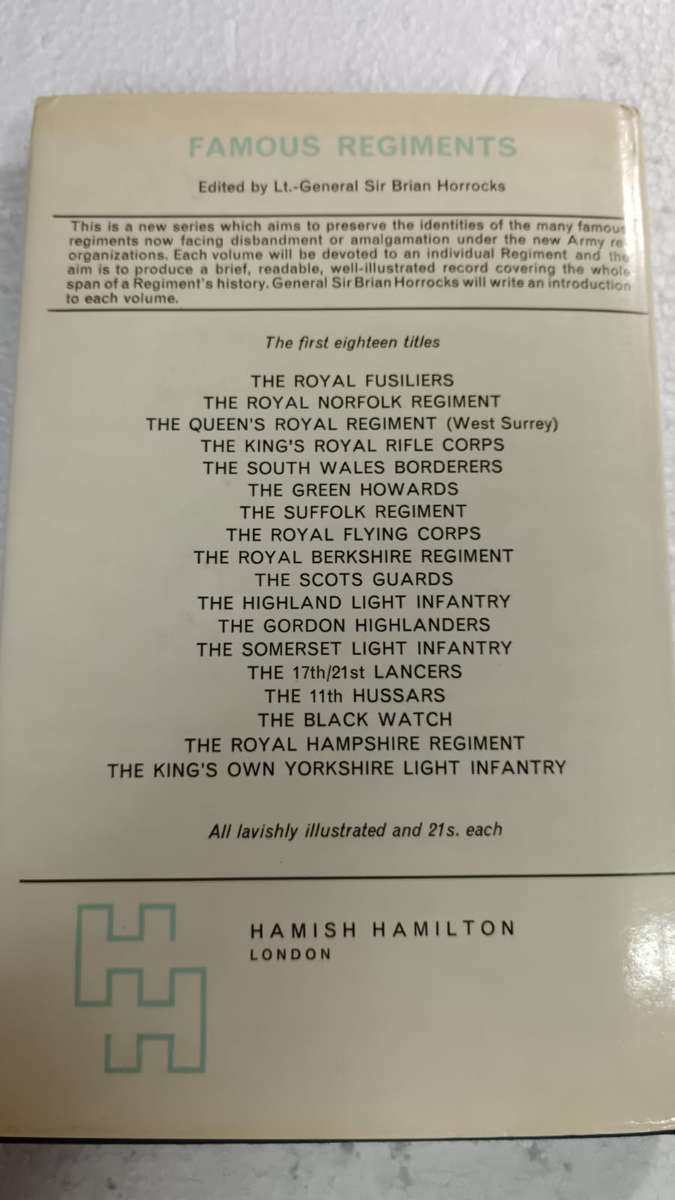 FAMOUS REGIMENTS
Edited by Lt.-General Sir Brian Horrocks
This is a new series which aims to preserve the identities of the many famous
regiments now facing disbandment or amalgamation under the new Army re-
organizations. Each volume will be devoted to an individual Regiment and the
aim is to produce a brief, readable, well-illustrated record covering the whole
span of a Regiment's history. General Sir Brian Horrocks will write an introduction
to each volume.
The first eighteen titles
THE ROYAL FUSILIERS
THE ROYAL NORFOLK REGIMENT
THE QUEEN'S ROYAL REGIMENT (West Surrey)
THE KING'S ROYAL RIFLE CORPS
THE SOUTH WALES BORDERERS
THE GREEN HOWARDS
THE SUFFOLK REGIMENT
THE ROYAL FLYING CORPS
THE ROYAL BERKSHIRE REGIMENT
THE SCOTS GUARDS
THE HIGHLAND LIGHT INFANTRY
THE GORDON HIGHLANDERS
THE SOMERSET LIGHT INFANTRY
THE 17th/21st LANCERS
THE 11th HUSSARS
THE BLACK WATCH
THE ROYAL HAMPSHIRE REGIMENT
THE KING'S OWN YORKSHIRE LIGHT INFANTRY
All lavishly illustrated and 21s. each
HAMISH HAMILTON
LONDON